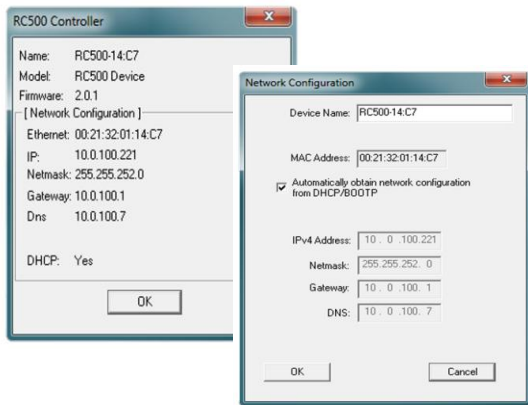 RC500 Controller
Name: RC500-14:C7
Model: RC500 Device
Firmware: 2.0.1
[ Network Configuration ]
Ethernet: 00:21:32:01:14:C7
IP: 10.0.100.221
Netmask: 255.255.252.0
Gateway: 10.0.100.1
Dns 10.0.100.7
DHCP: Yes
OK
Network Configuration
Device Name: RC500-14:C7
MAC Address: 00:21:32:01:14:C7
Automatically obtain network configuration
from DHCP/BOOTP
IPv4 Address: 10 . 0 .100.221
Netmask: 255.255.252. 0
Gateway: 10 . 0 .100. 1
DNS: 10 . 0 .100. 7
OK Cancel